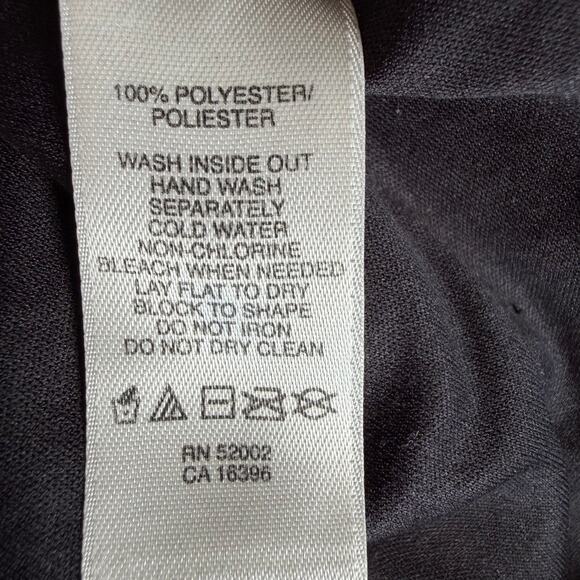 100% POLYESTER/
POLIESTER
WASH INSIDE OUT
HAND WASH
SEPARATELY
COLD WATER
NON-CHLORINE
BLEACH WHEN NEEDED
LAY FLAT TO DRY
BLOCK TO SHAPE
DO NOT IRON
DO NOT DRY CLEAN
RN 52002
CA 16396